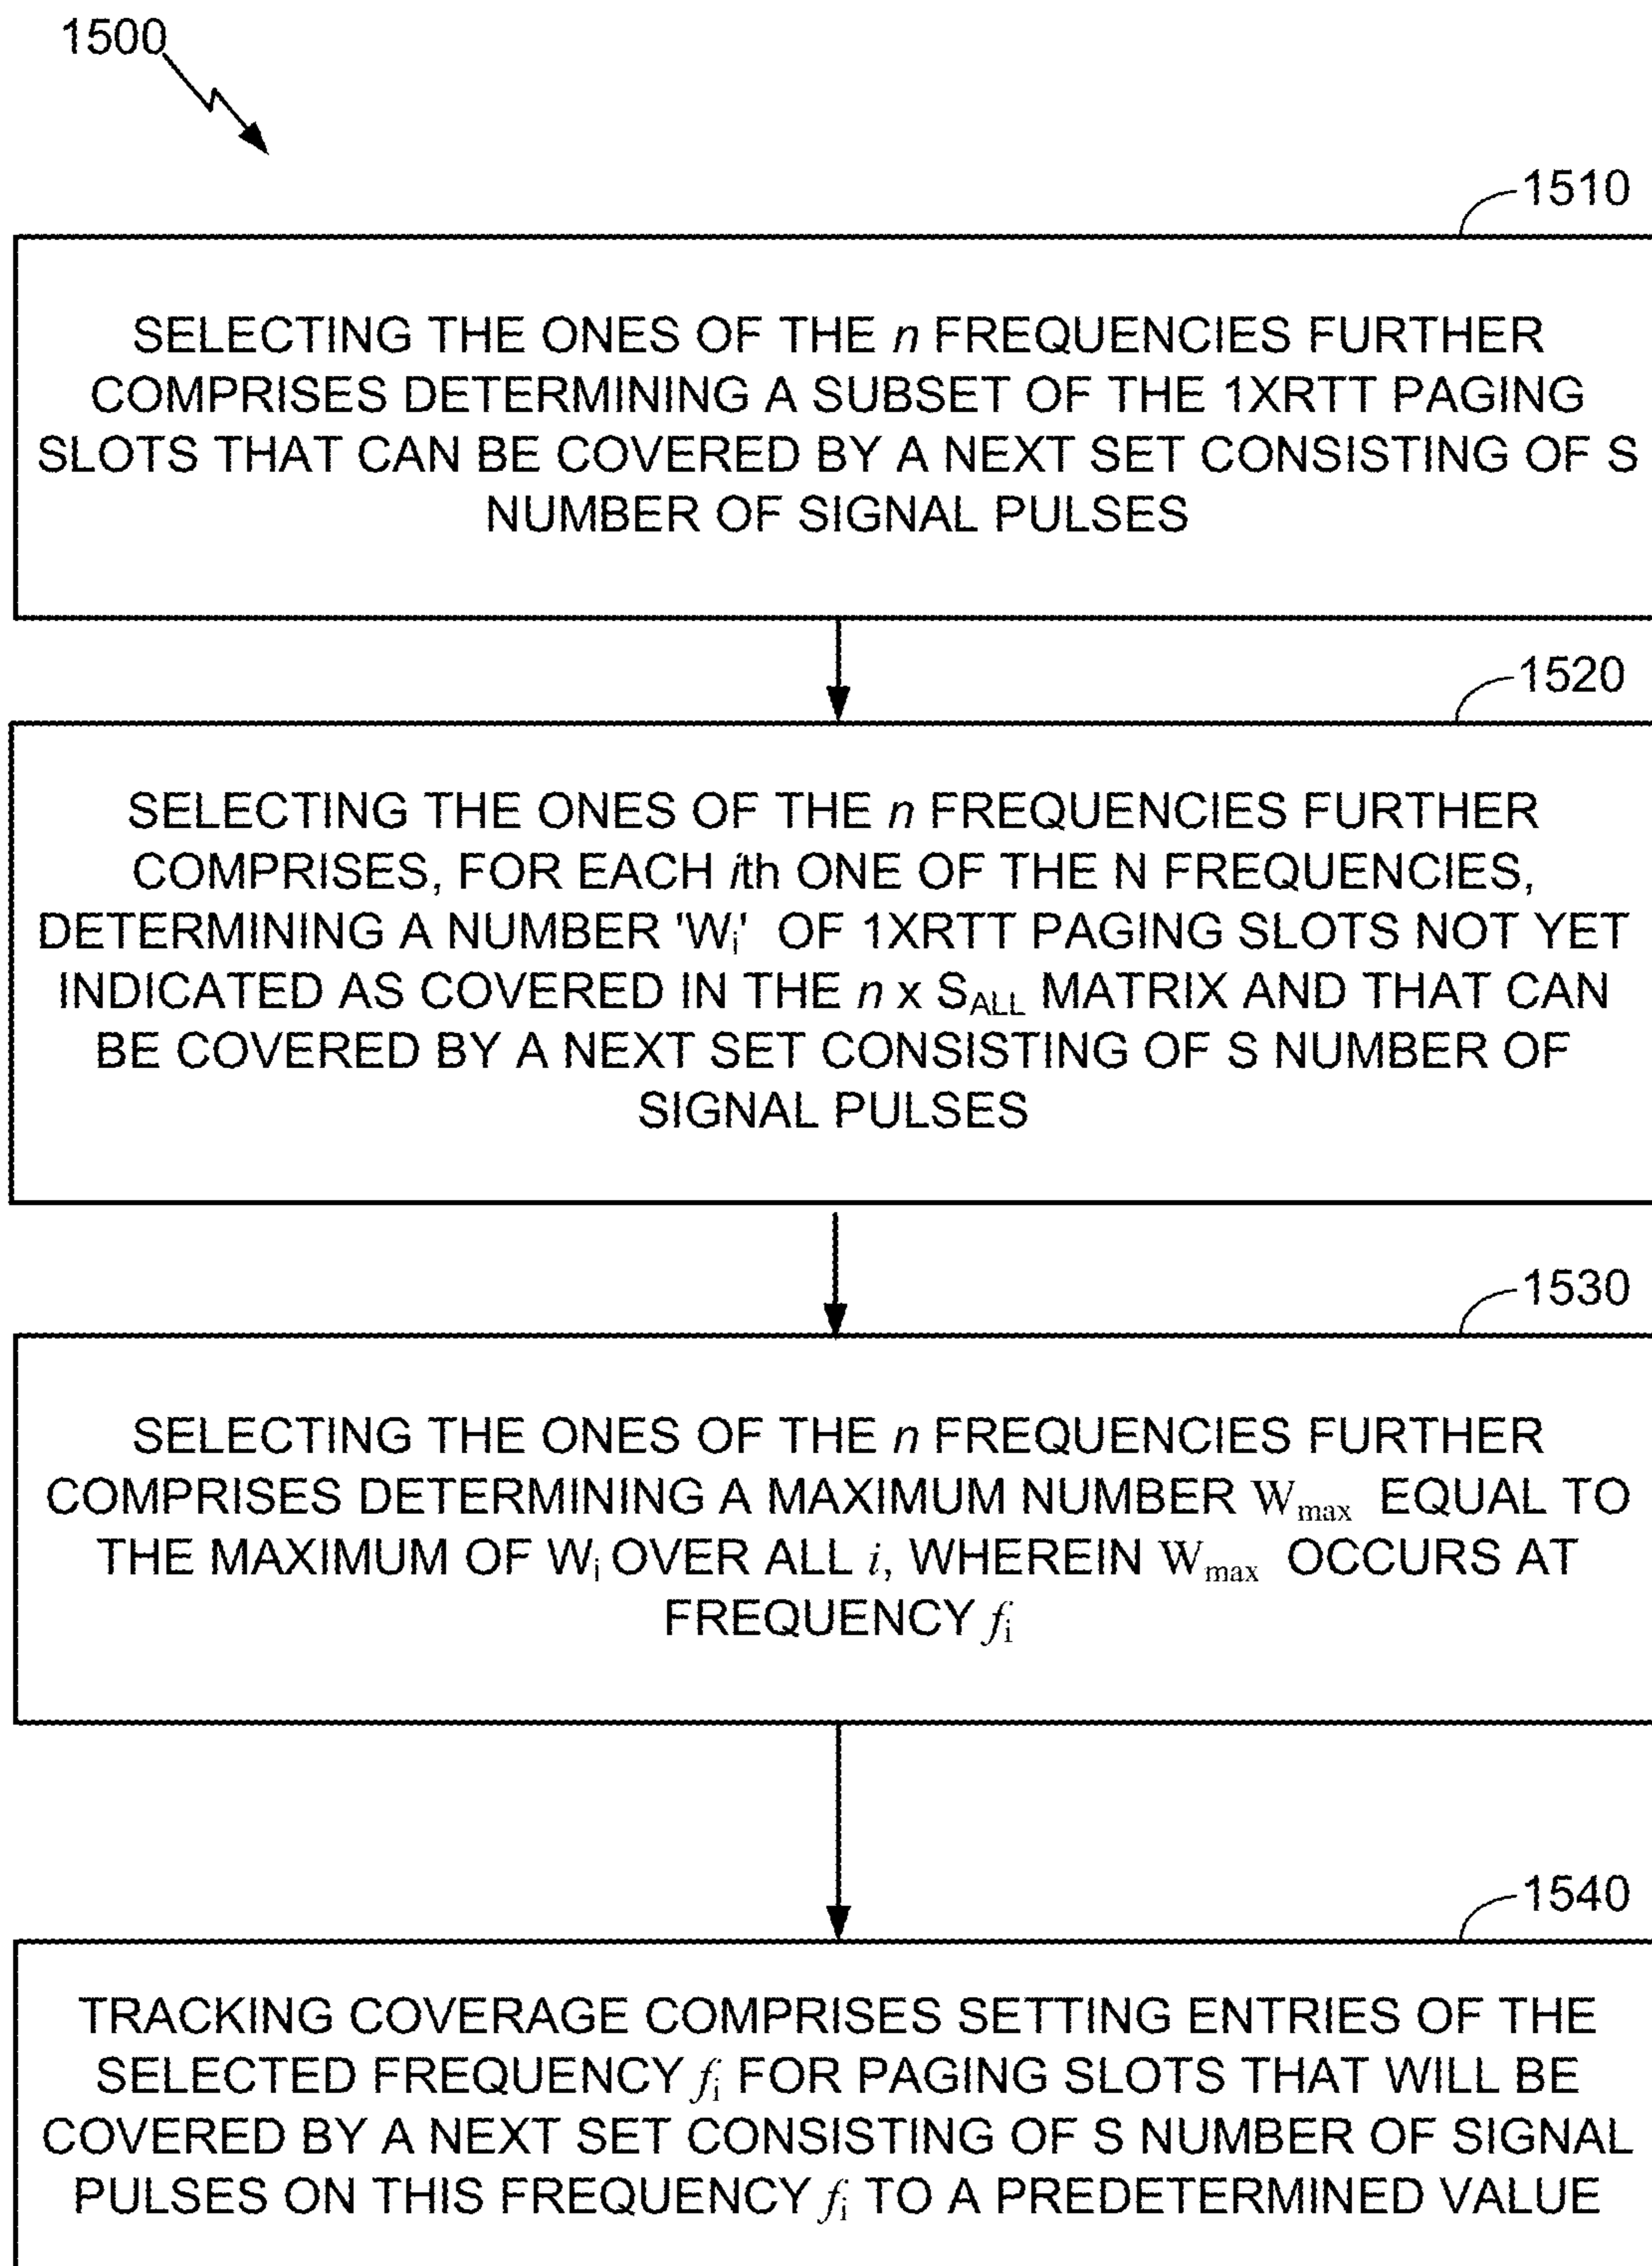 1500
1510
SELECTING THE ONES OF THE n FREQUENCIES FURTHER
COMPRISES DETERMINING A SUBSET OF THE 1XRTT PAGING
SLOTS THAT CAN BE COVERED BY A NEXT SET CONSISTING OF S
NUMBER OF SIGNAL PULSES
1520
SELECTING THE ONES OF THE n FREQUENCIES FURTHER
COMPRISES, FOR EACH ith ONE OF THE N FREQUENCIES,
DETERMINING A NUMBER 'Wi' OF 1XRTT PAGING SLOTS NOT YET
INDICATED AS COVERED IN THE n x SALL MATRIX AND THAT CAN
BE COVERED BY A NEXT SET CONSISTING OF S NUMBER OF
SIGNAL PULSES
1530
SELECTING THE ONES OF THE n FREQUENCIES FURTHER
COMPRISES DETERMINING A MAXIMUM NUMBER Wmax EQUAL TO
THE MAXIMUM OF Wi OVER ALL i, WHEREIN Wmax OCCURS AT
FREQUENCY fi
1540
TRACKING COVERAGE COMPRISES SETTING ENTRIES OF THE
SELECTED FREQUENCY fi FOR PAGING SLOTS THAT WILL BE
COVERED BY A NEXT SET CONSISTING OF S NUMBER OF SIGNAL
PULSES ON THIS FREQUENCY fi TO A PREDETERMINED VALUE